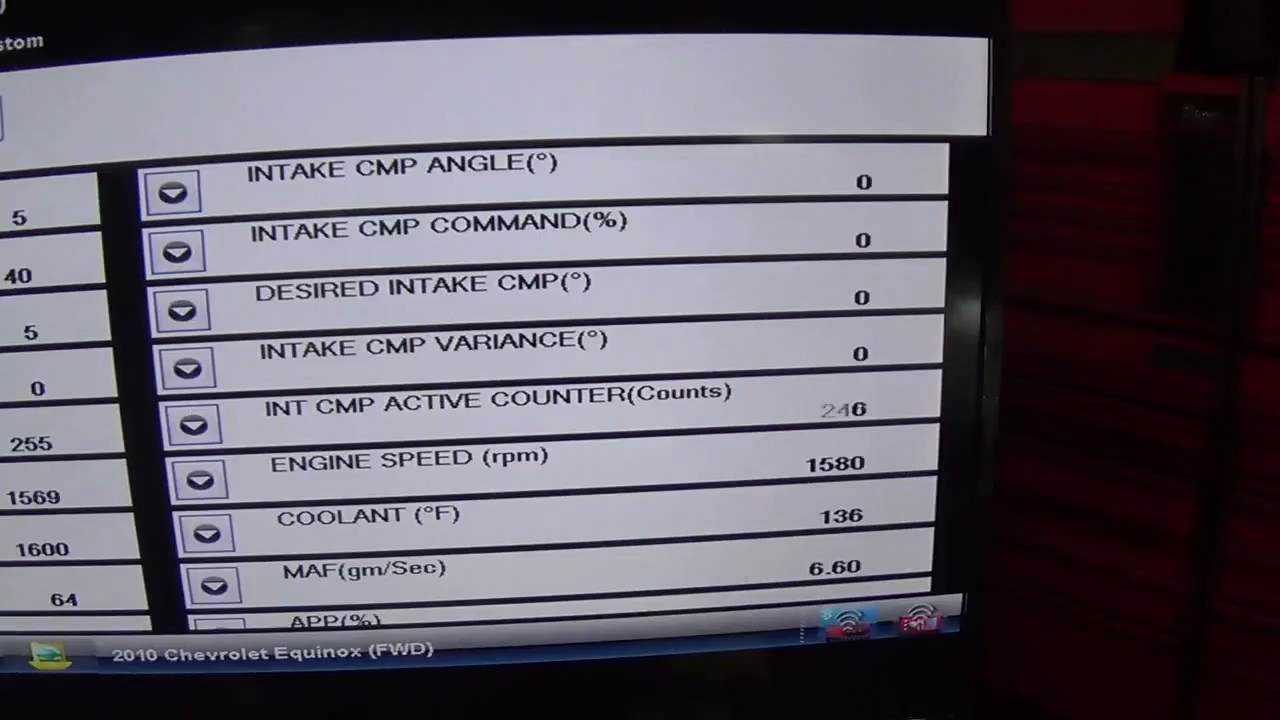 stom
5
40
5
0
255
1569
1600
64
INTAKE CMP ANGLE(°) 0
INTAKE CMP COMMAND(%) 0
DESIRED INTAKE CMP(°) 0
INTAKE CMP VARIANCE(°) 0
INT CMP ACTIVE COUNTER(Counts) 246
ENGINE SPEED (rpm) 1580
COOLANT (°F) 136
MAF(gm/Sec) 6.60
APP(%)
2010 Chevrolet Equinox (FWD)